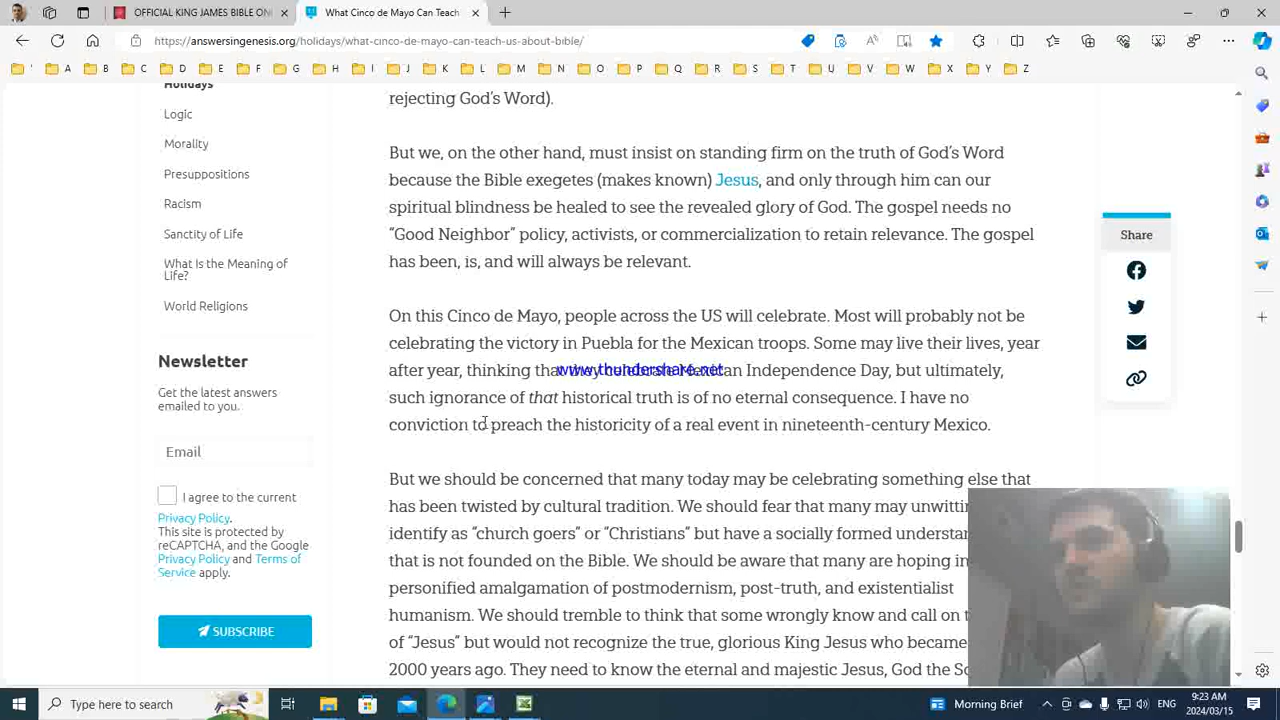 OFFICIAL KING JAMES BIBLE ON
What Cinco de Mayo Can Teach
https://answersingenesis.org/holidays/what-cinco-de-mayo-can-teach-us-about-bible/
A B C D E F G H I J K L M N O P Q R S T U V W X Y Z
Holidays
Logic
Morality
Presuppositions
Racism
Sanctity of Life
What Is the Meaning of
Life?
World Religions
Newsletter
Get the latest answers
emailed to you.
Email
I agree to the current
Privacy Policy.
This site is protected by
reCAPTCHA, and the Google
Privacy Policy and Terms of
Service apply.
SUBSCRIBE
rejecting God's Word).
But we, on the other hand, must insist on standing firm on the truth of God's Word
because the Bible exegetes (makes known) Jesus, and only through him can our
spiritual blindness be healed to see the revealed glory of God. The gospel needs no
“Good Neighbor” policy, activists, or commercialization to retain relevance. The gospel
has been, is, and will always be relevant.
On this Cinco de Mayo, people across the US will celebrate. Most will probably not be
celebrating the victory in Puebla for the Mexican troops. Some may live their lives, year
after year, thinking that they celebrate Mexican Independence Day, but ultimately,
www.thundershare.net
such ignorance of that historical truth is of no eternal consequence. I have no
conviction to preach the historicity of a real event in nineteenth-century Mexico.
But we should be concerned that many today may be celebrating something else that
has been twisted by cultural tradition. We should fear that many may
identify as “church goers” or “Christians” but have a socially formed
that is not founded on the Bible. We should be aware that many are hoping in
personified amalgamation of postmodernism, post-truth, and existentialist
humanism. We should tremble to think that some wrongly know and call on
of “Jesus” but would not recognize the true, glorious King Jesus who became
2000 years ago. They need to know the eternal and majestic Jesus, God the
Share
Type here to search
Morning Brief
ENG
9:23 AM
2024/03/15